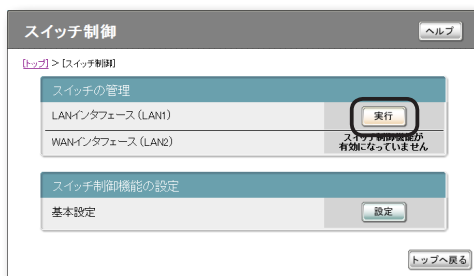 スイッチ制御
ヘルプ
[トップ] > [スイッチ制御]
スイッチの管理
LANインタフェース(LAN1)
実行
WANインタフェース(LAN2)
スイッチ制御機能が
有効になっていません
スイッチ制御機能の設定
基本設定
設定
トップへ戻る